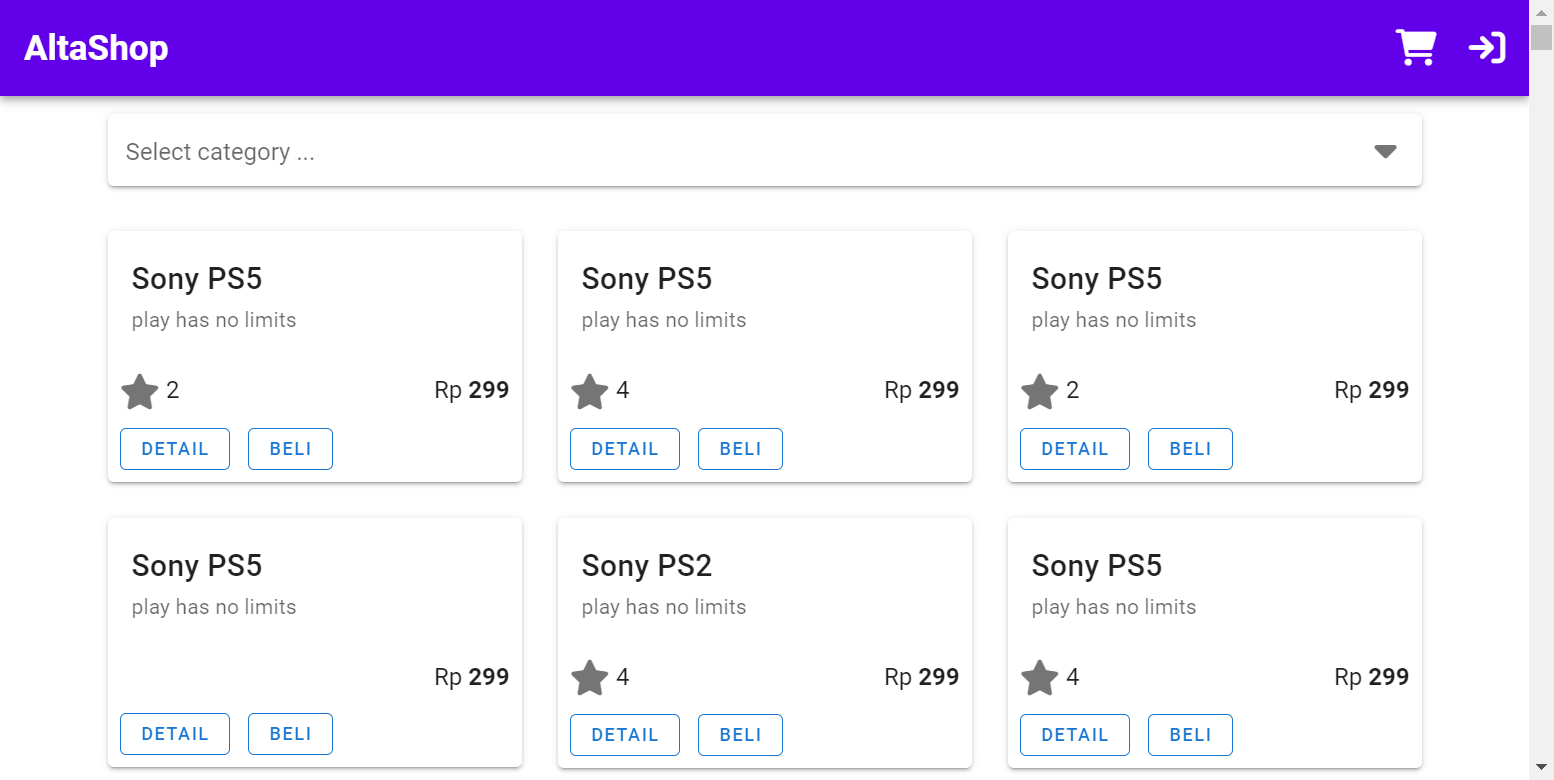 AltaShop
Select category ...
Sony PS5
play has no limits
2
Rp 299
DETAIL
BELI
Sony PS5
play has no limits
4
Rp 299
DETAIL
BELI
Sony PS5
play has no limits
2
Rp 299
DETAIL
BELI
Sony PS5
play has no limits
Rp 299
DETAIL
BELI
Sony PS2
play has no limits
4
Rp 299
DETAIL
BELI
Sony PS5
play has no limits
4
Rp 299
DETAIL
BELI